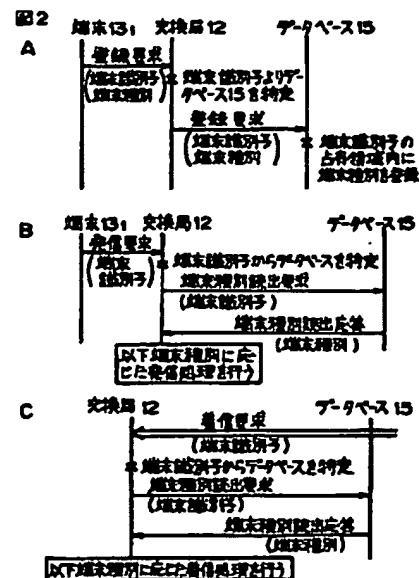 図2
A
端末13₁ 交換局12 データベース15
登録要求
(端末識別子
端末種別)
端末識別子よりデー
タベース15を特定
登録要求
(端末識別子
端末種別)
端末識別子の
占有領域内に
端末種別を登録
B
端末13₁ 交換局12 データベース15
発信要求
(端末
識別子)
端末識別子からデータベースを特定
端末種別読出要求
(端末識別子)
端末種別読出応答
(端末種別)
以下端末種別に応
じた発信処理を行う
C
交換局12 データベース15
着信要求
(端末識別子)
端末識別子からデータベースを特定
端末種別読出要求
(端末識別子)
端末種別読出応答
(端末種別)
以下端末種別に応じた着信処理を行う